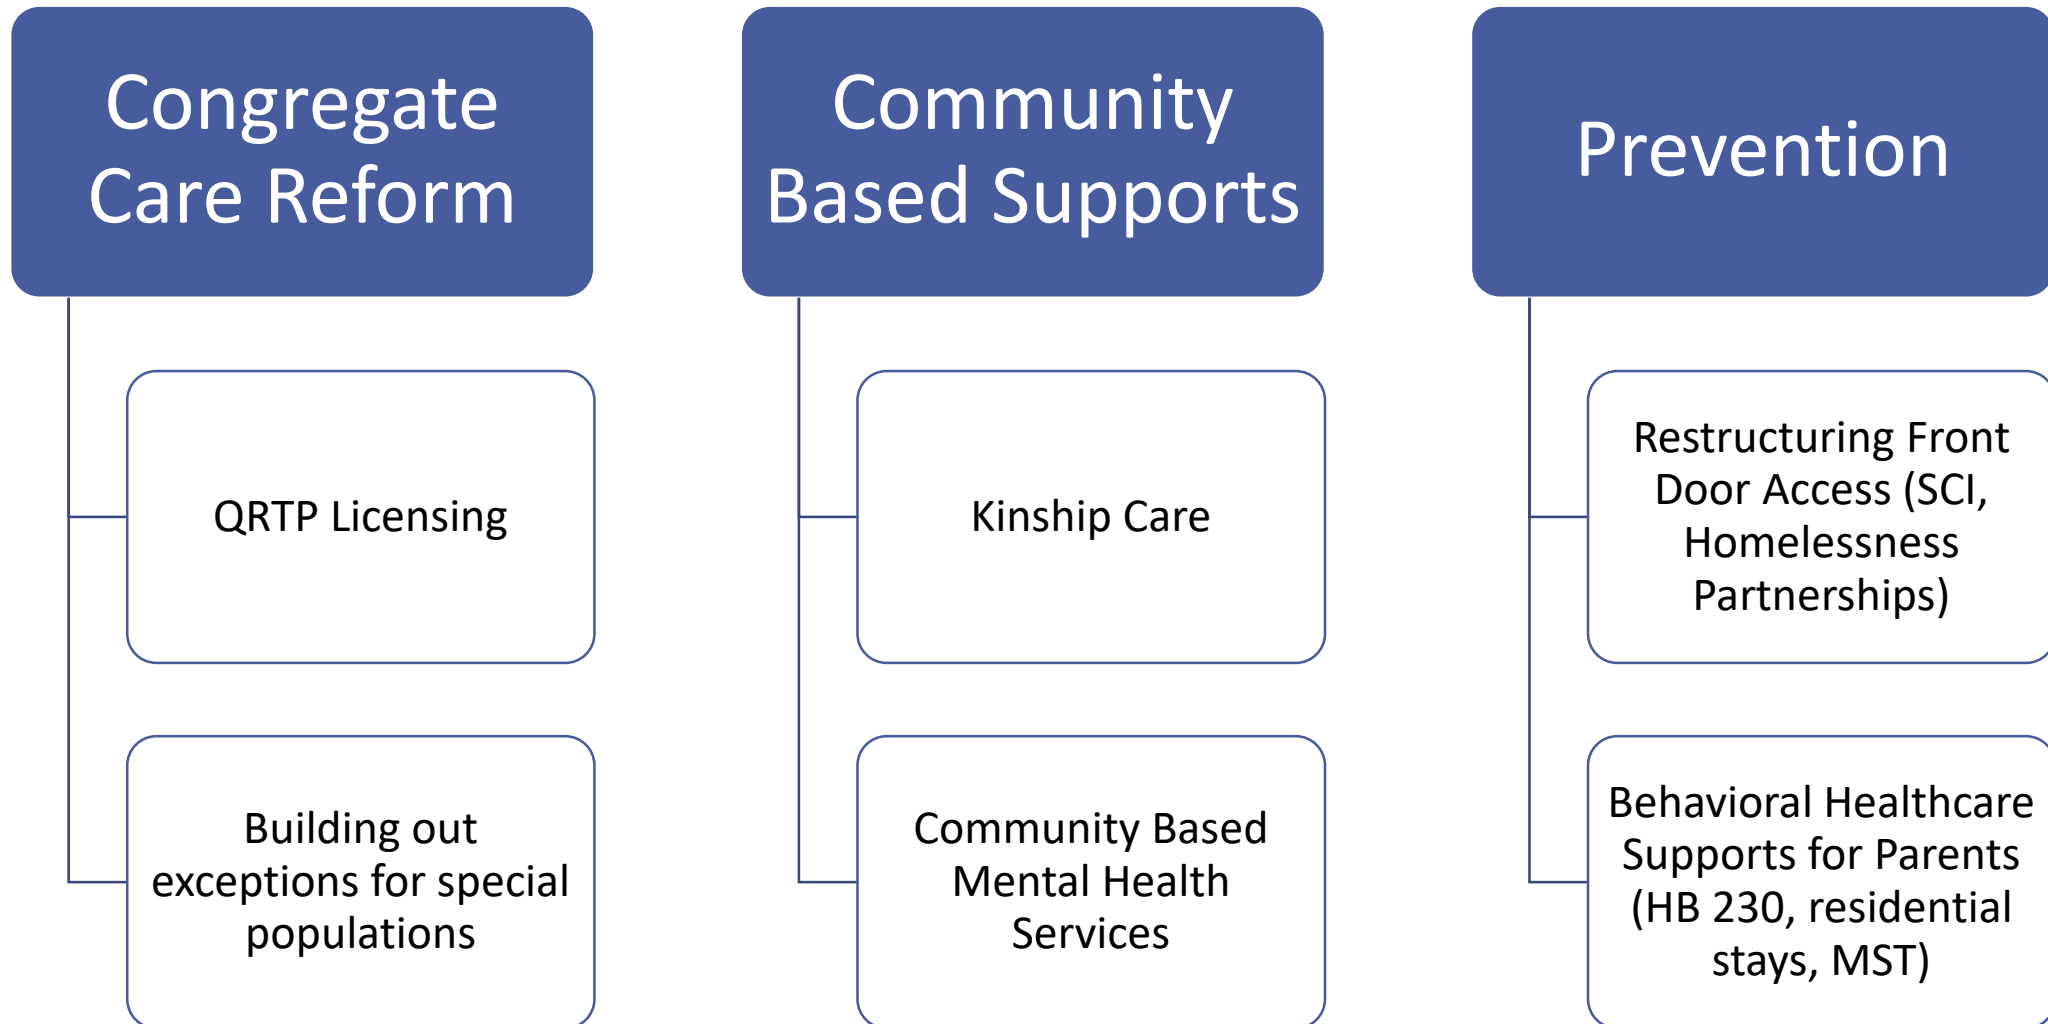 Congregate
Care Reform
QRTP Licensing
Building out
exceptions for special
populations
Community
Based Supports
Kinship Care
Community Based
Mental Health
Services
Prevention
Restructuring Front
Door Access (SCI,
Homelessness
Partnerships)
Behavioral Healthcare
Supports for Parents
(HB 230, residential
stays, MST)